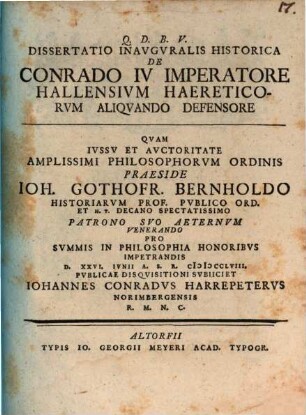 17.
Q. D. B. V.
DISSERTATIO INAVGVRALIS HISTORICA
DE
CONRADO IV IMPERATORE
HALLENSIVM HAERETICO-
RVM ALIQVANDO DEFENSORE
QVAM
IVSSV ET AVCTORITATE
AMPLISSIMI PHILOSOPHORVM ORDINIS
PRAESIDE
IOH. GOTHOFR. BERNHOLDO
HISTORIARVM PROF. PVBLICO ORD.
ET H. T. DECANO SPECTATISSIMO
PATRONO SVO AETERNVM
VENERANDO
PRO
SVMMIS IN PHILOSOPHIA HONORIBVS
IMPETRANDIS
D. XXVI. IVNII A. S. R. CIƆIƆCCLVIII.
PVBLICAE DISQVISITIONI SVBIICIET
IOHANNES CONRADVS HARREPETERVS
NORIMBERGENSIS
R. M. N. C.
ALTORFII
TYPIS IO. GEORGII MEYERI ACAD. TYPOGR.